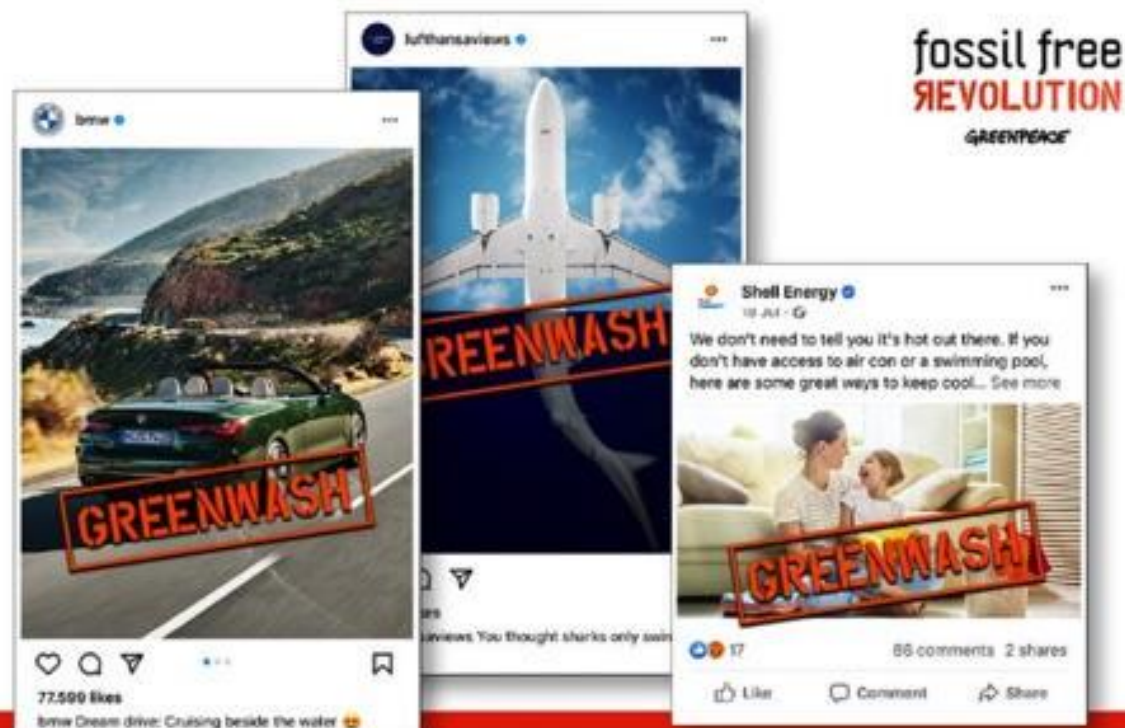 fossil free
REVOLUTION
GREENPEACE
lufthansaviews
GREENWASH
You thought sharks only swim
bmw
GREENWASH
77.599 likes
bmw Dream drive: Cruising beside the water
Shell Energy
We don't need to tell you it's hot out there. If you
don't have access to air con or a swimming pool,
here are some great ways to keep cool... See more
GREENWASH
17
86 comments 2 shares
Like Comment Share